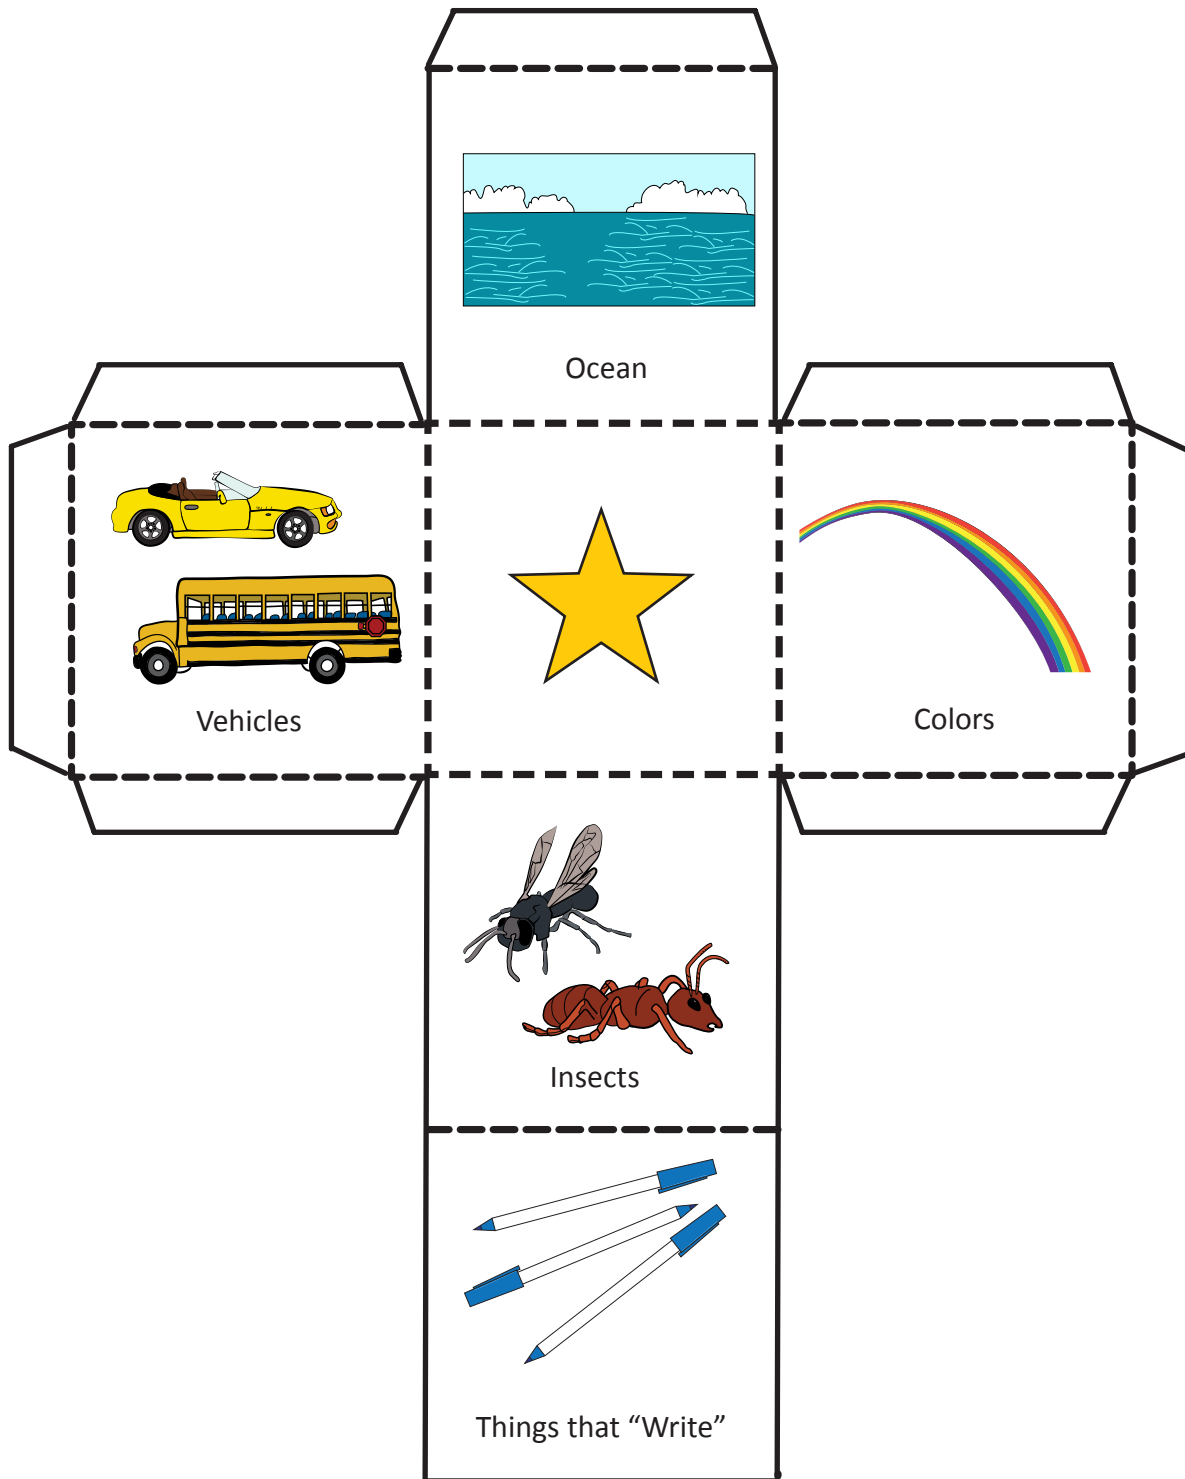 Ocean
Vehicles
Colors
Insects
Things that “Write”